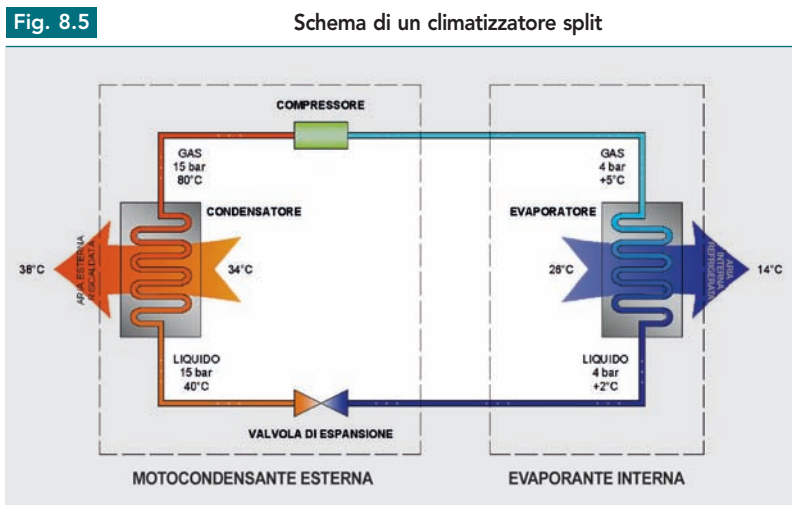 Fig. 8.5
Schema di un climatizzatore split
COMPRESSORE
GAS
15 bar
80°C
GAS
4 bar
+5°C
CONDENSATORE
EVAPORATORE
38°C
ARIA ESTERNA
RISCALDATA
34°C
26°C
ARIA
INTERNA
REFRIGERATA
14°C
LIQUIDO
15 bar
40°C
LIQUIDO
4 bar
+2°C
VALVOLA DI ESPANSIONE
MOTOCONDENSANTE ESTERNA
EVAPORANTE INTERNA